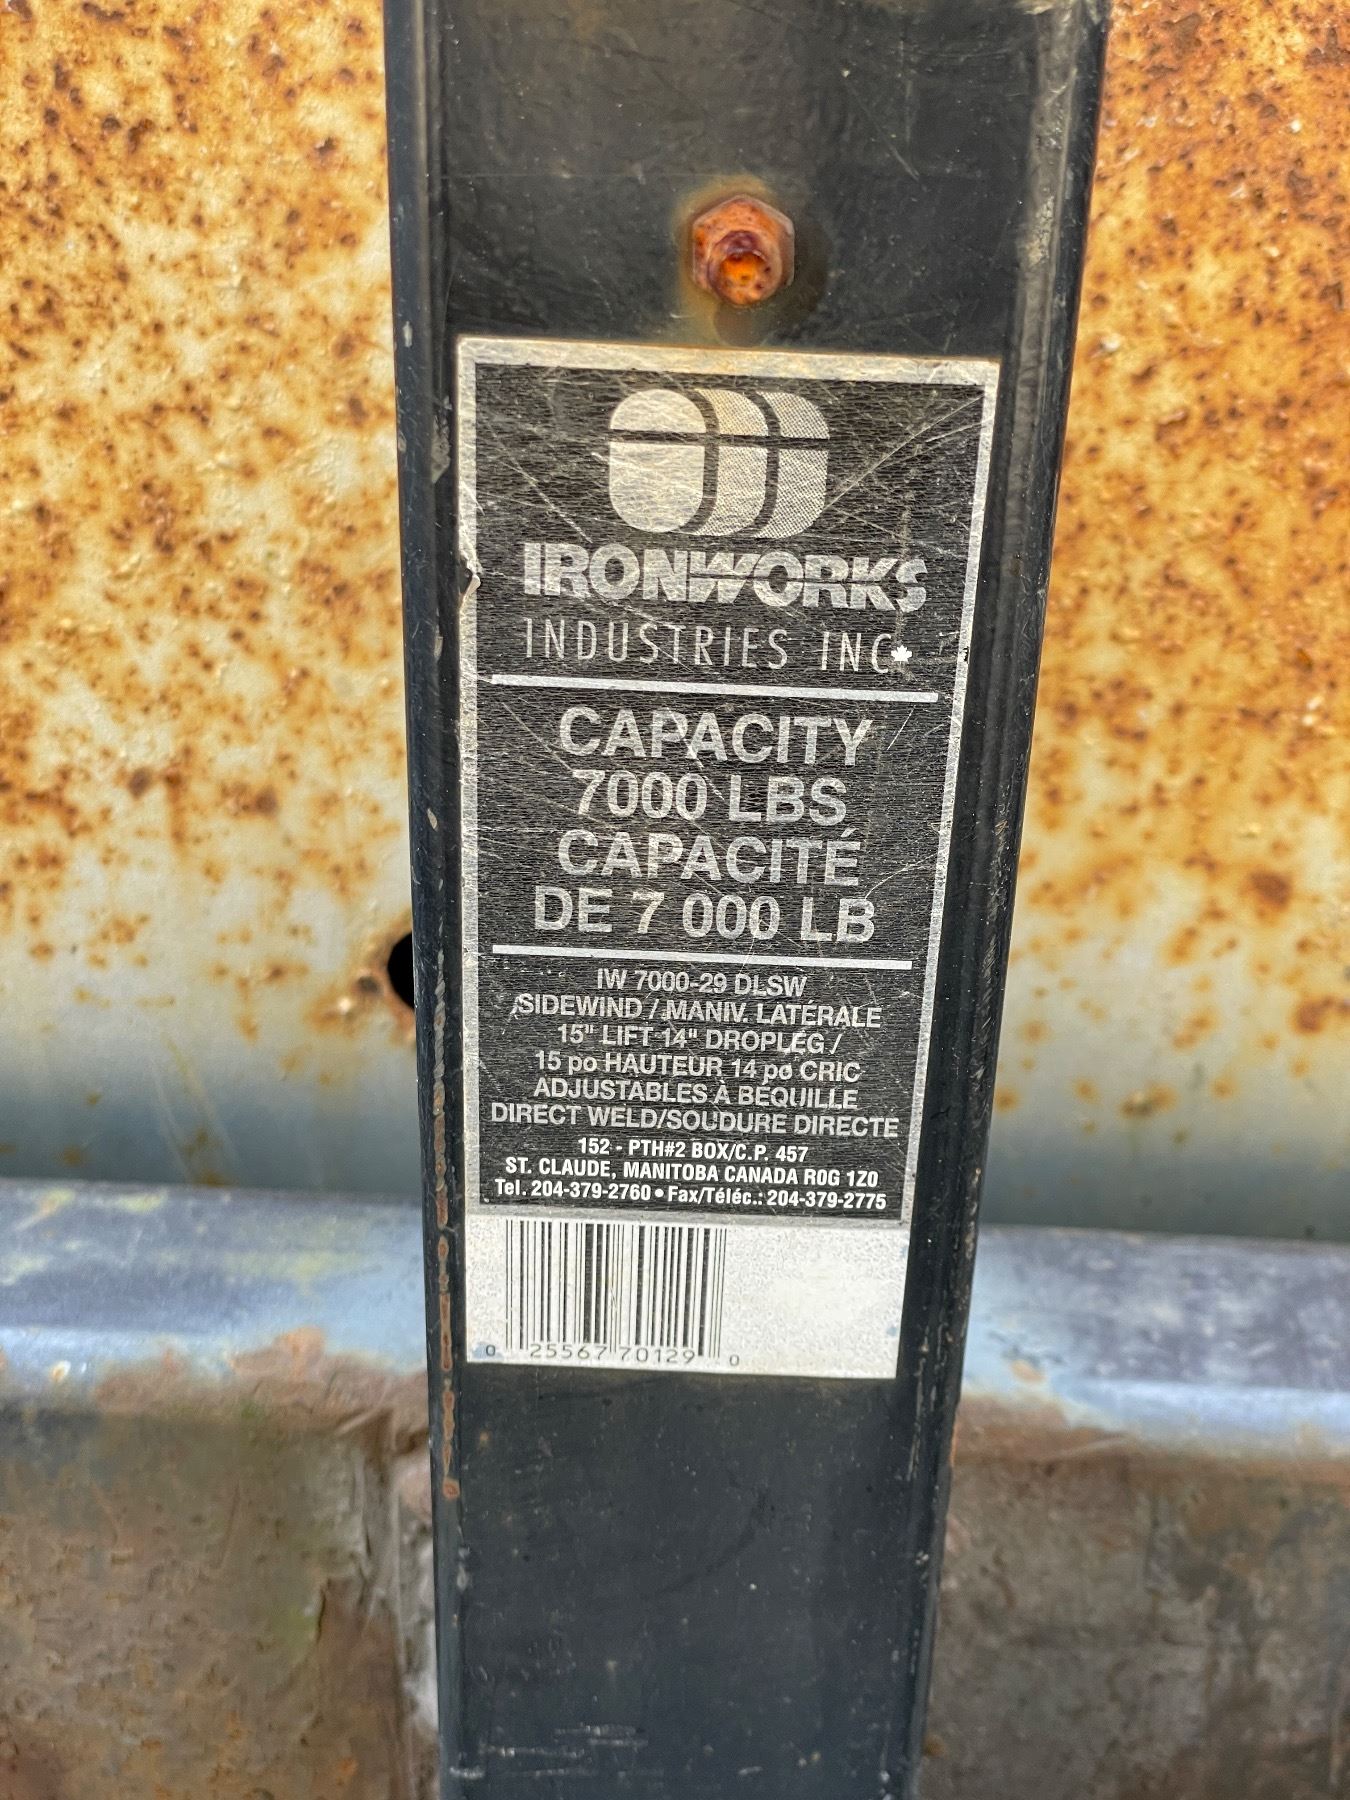 IRONWORKS
INDUSTRIES INC.
CAPACITY
7000 LBS
CAPACITÉ
DE 7 000 LB
IW 7000-29 DLSW
/SIDEWIND / MANIV. LATÉRALE
15" LIFT 14" DROPLEG /
15 po HAUTEUR 14 po CRIC
ADJUSTABLES À BÉQUILLE
DIRECT WELD/SOUDURE DIRECTE
152 - PTH#2 BOX/C.P. 457
ST. CLAUDE, MANITOBA CANADA R0G 1Z0
Tel. 204-379-2760 • Fax/Téléc.: 204-379-2775
0 25567 70129 0